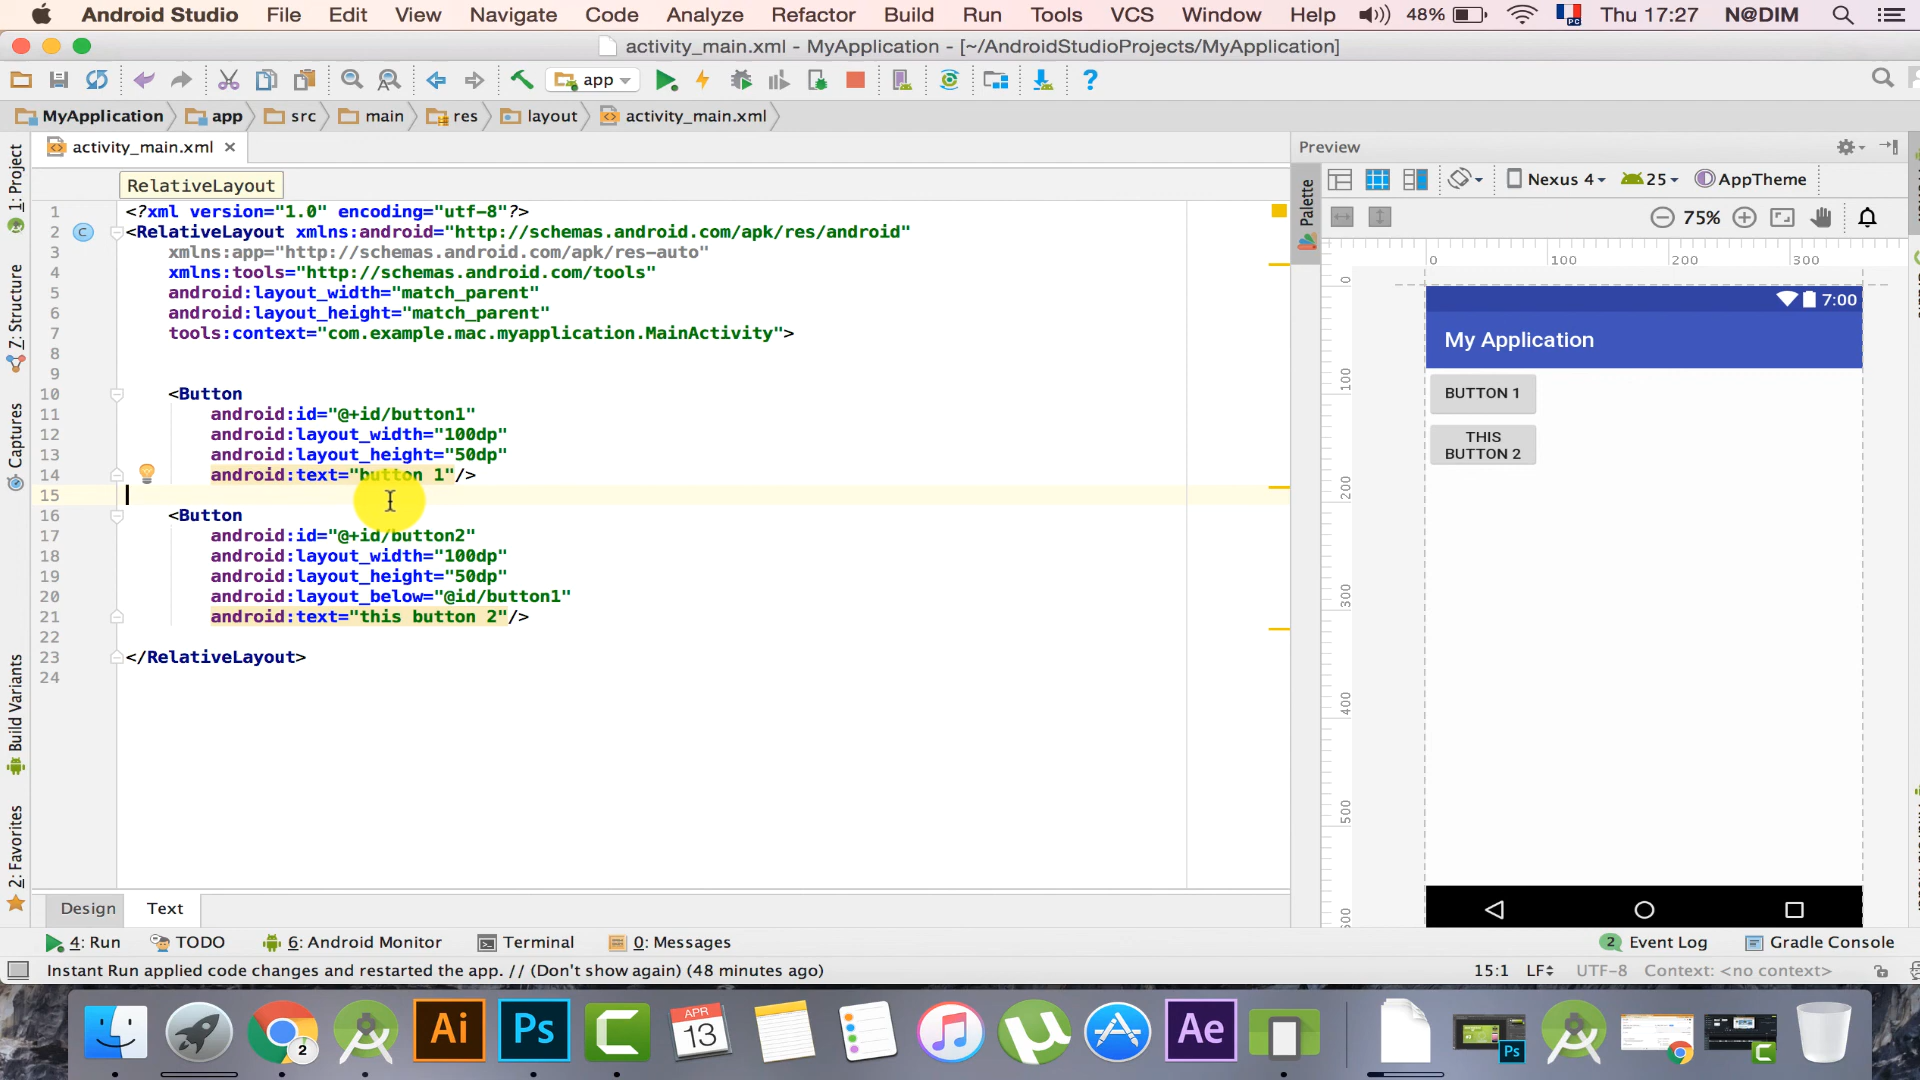 Android Studio File Edit View Navigate Code Analyze Refactor Build Run Tools VCS Window Help 48% PC Thu 17:27 N@DIM
activity_main.xml - MyApplication - [~/AndroidStudioProjects/MyApplication]
app
MyApplication app src main res layout activity_main.xml
activity_main.xml
RelativeLayout
1 <?xml version="1.0" encoding="utf-8"?>
2 <RelativeLayout xmlns:android="http://schemas.android.com/apk/res/android"
3 xmlns:app="http://schemas.android.com/apk/res-auto"
4 xmlns:tools="http://schemas.android.com/tools"
5 android:layout_width="match_parent"
6 android:layout_height="match_parent"
7 tools:context="com.example.mac.myapplication.MainActivity">
8
9
10 <Button
11 android:id="@+id/button1"
12 android:layout_width="100dp"
13 android:layout_height="50dp"
14 android:text="button 1"/>
15
16 <Button
17 android:id="@+id/button2"
18 android:layout_width="100dp"
19 android:layout_height="50dp"
20 android:layout_below="@id/button1"
21 android:text="this button 2"/>
22
23 </RelativeLayout>
24
1: Project
Z: Structure
Captures
Build Variants
2: Favorites
Preview
Palette
Nexus 4 25 AppTheme
75%
0 100 200 300
0
100
200
300
400
500
7:00
My Application
BUTTON 1
THIS
BUTTON 2
Design Text
4: Run TODO 6: Android Monitor Terminal 0: Messages 2 Event Log Gradle Console
Instant Run applied code changes and restarted the app. // (Don't show again) (48 minutes ago) 15:1 LF UTF-8 Context: <no context>
2 Ai Ps C APR 13 Ae Ps C